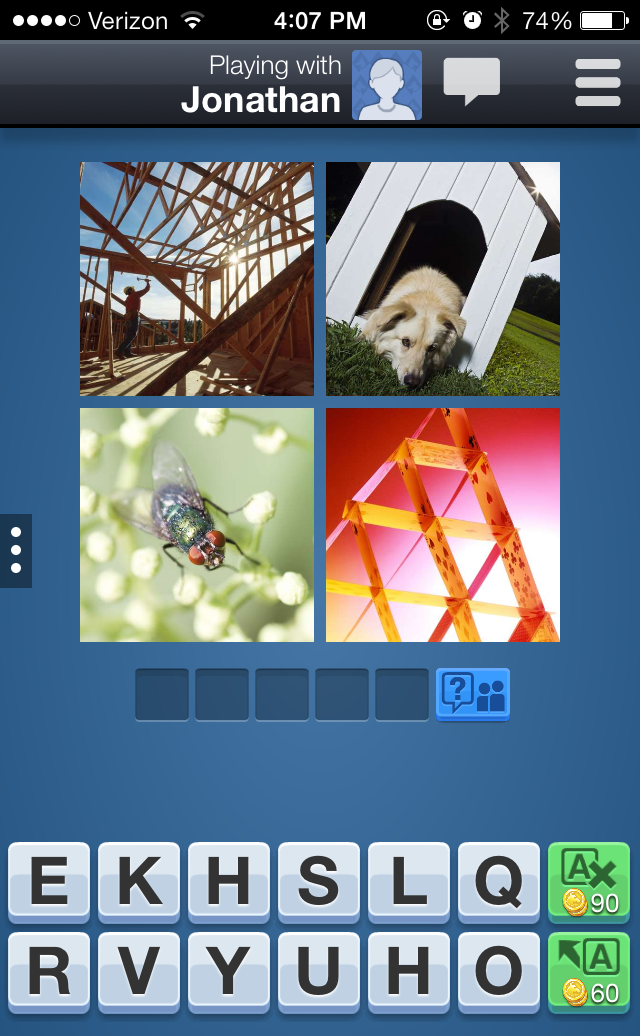 Verizon 4:07 PM 74%
Playing with
Jonathan
?
E K H S L Q A 90
R V Y U H O A 60